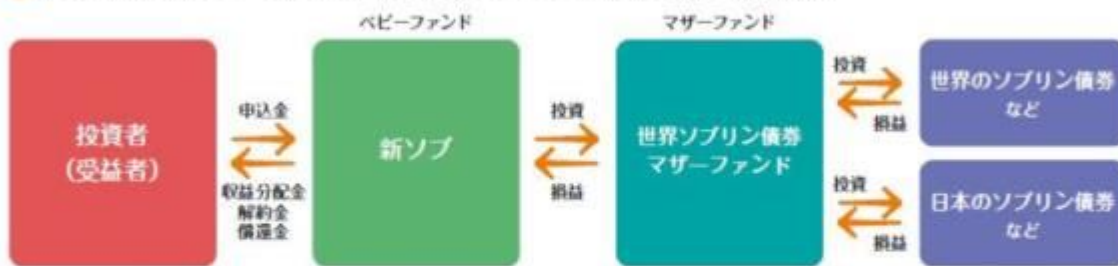 ベビーファンド
マザーファンド
投資者
(受益者)
申込金
収益分配金
解約金
償還金
新ソブ
投資
損益
世界ソブリン債券
マザーファンド
投資
損益
世界のソブリン債券
など
投資
損益
日本のソブリン債券
など